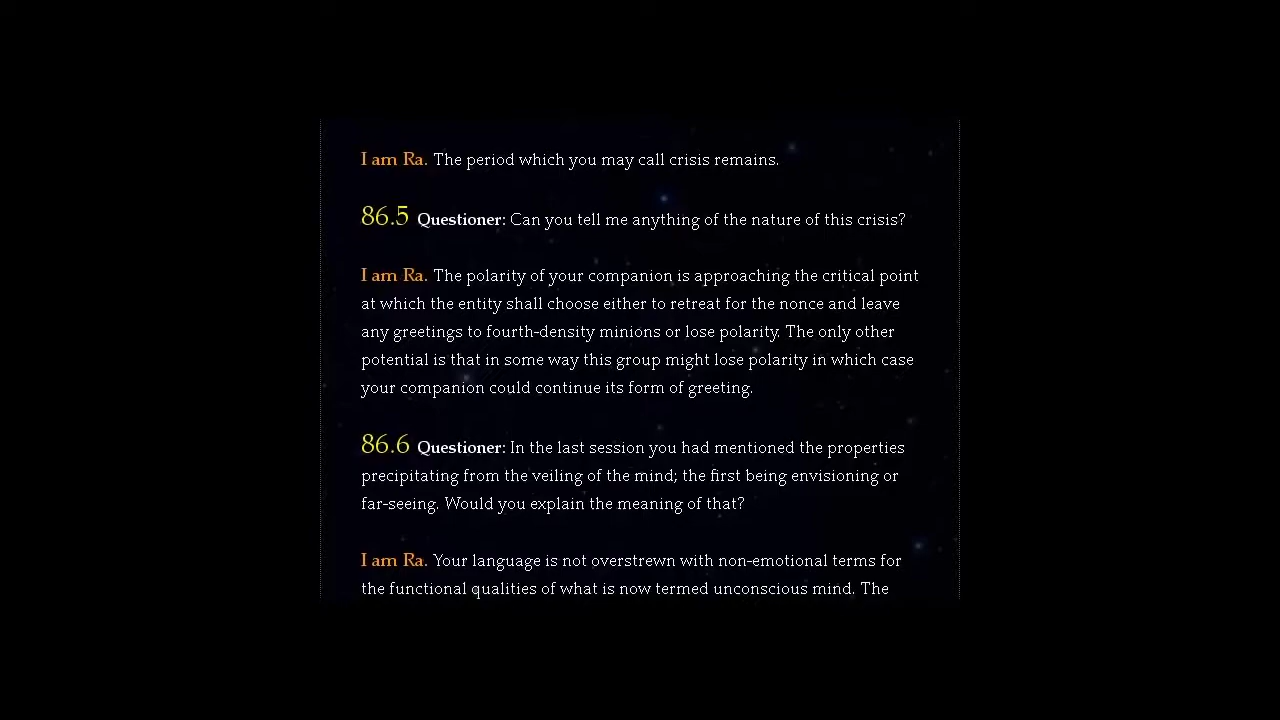 I am Ra. The period which you may call crisis remains.
86.5 Questioner: Can you tell me anything of the nature of this crisis?
I am Ra. The polarity of your companion is approaching the critical point
at which the entity shall choose either to retreat for the nonce and leave
any greetings to fourth-density minions or lose polarity. The only other
potential is that in some way this group might lose polarity in which case
your companion could continue its form of greeting.
86.6 Questioner: In the last session you had mentioned the properties
precipitating from the veiling of the mind; the first being envisioning or
far-seeing. Would you explain the meaning of that?
I am Ra. Your language is not overstrewn with non-emotional terms for
the functional qualities of what is now termed unconscious mind. The